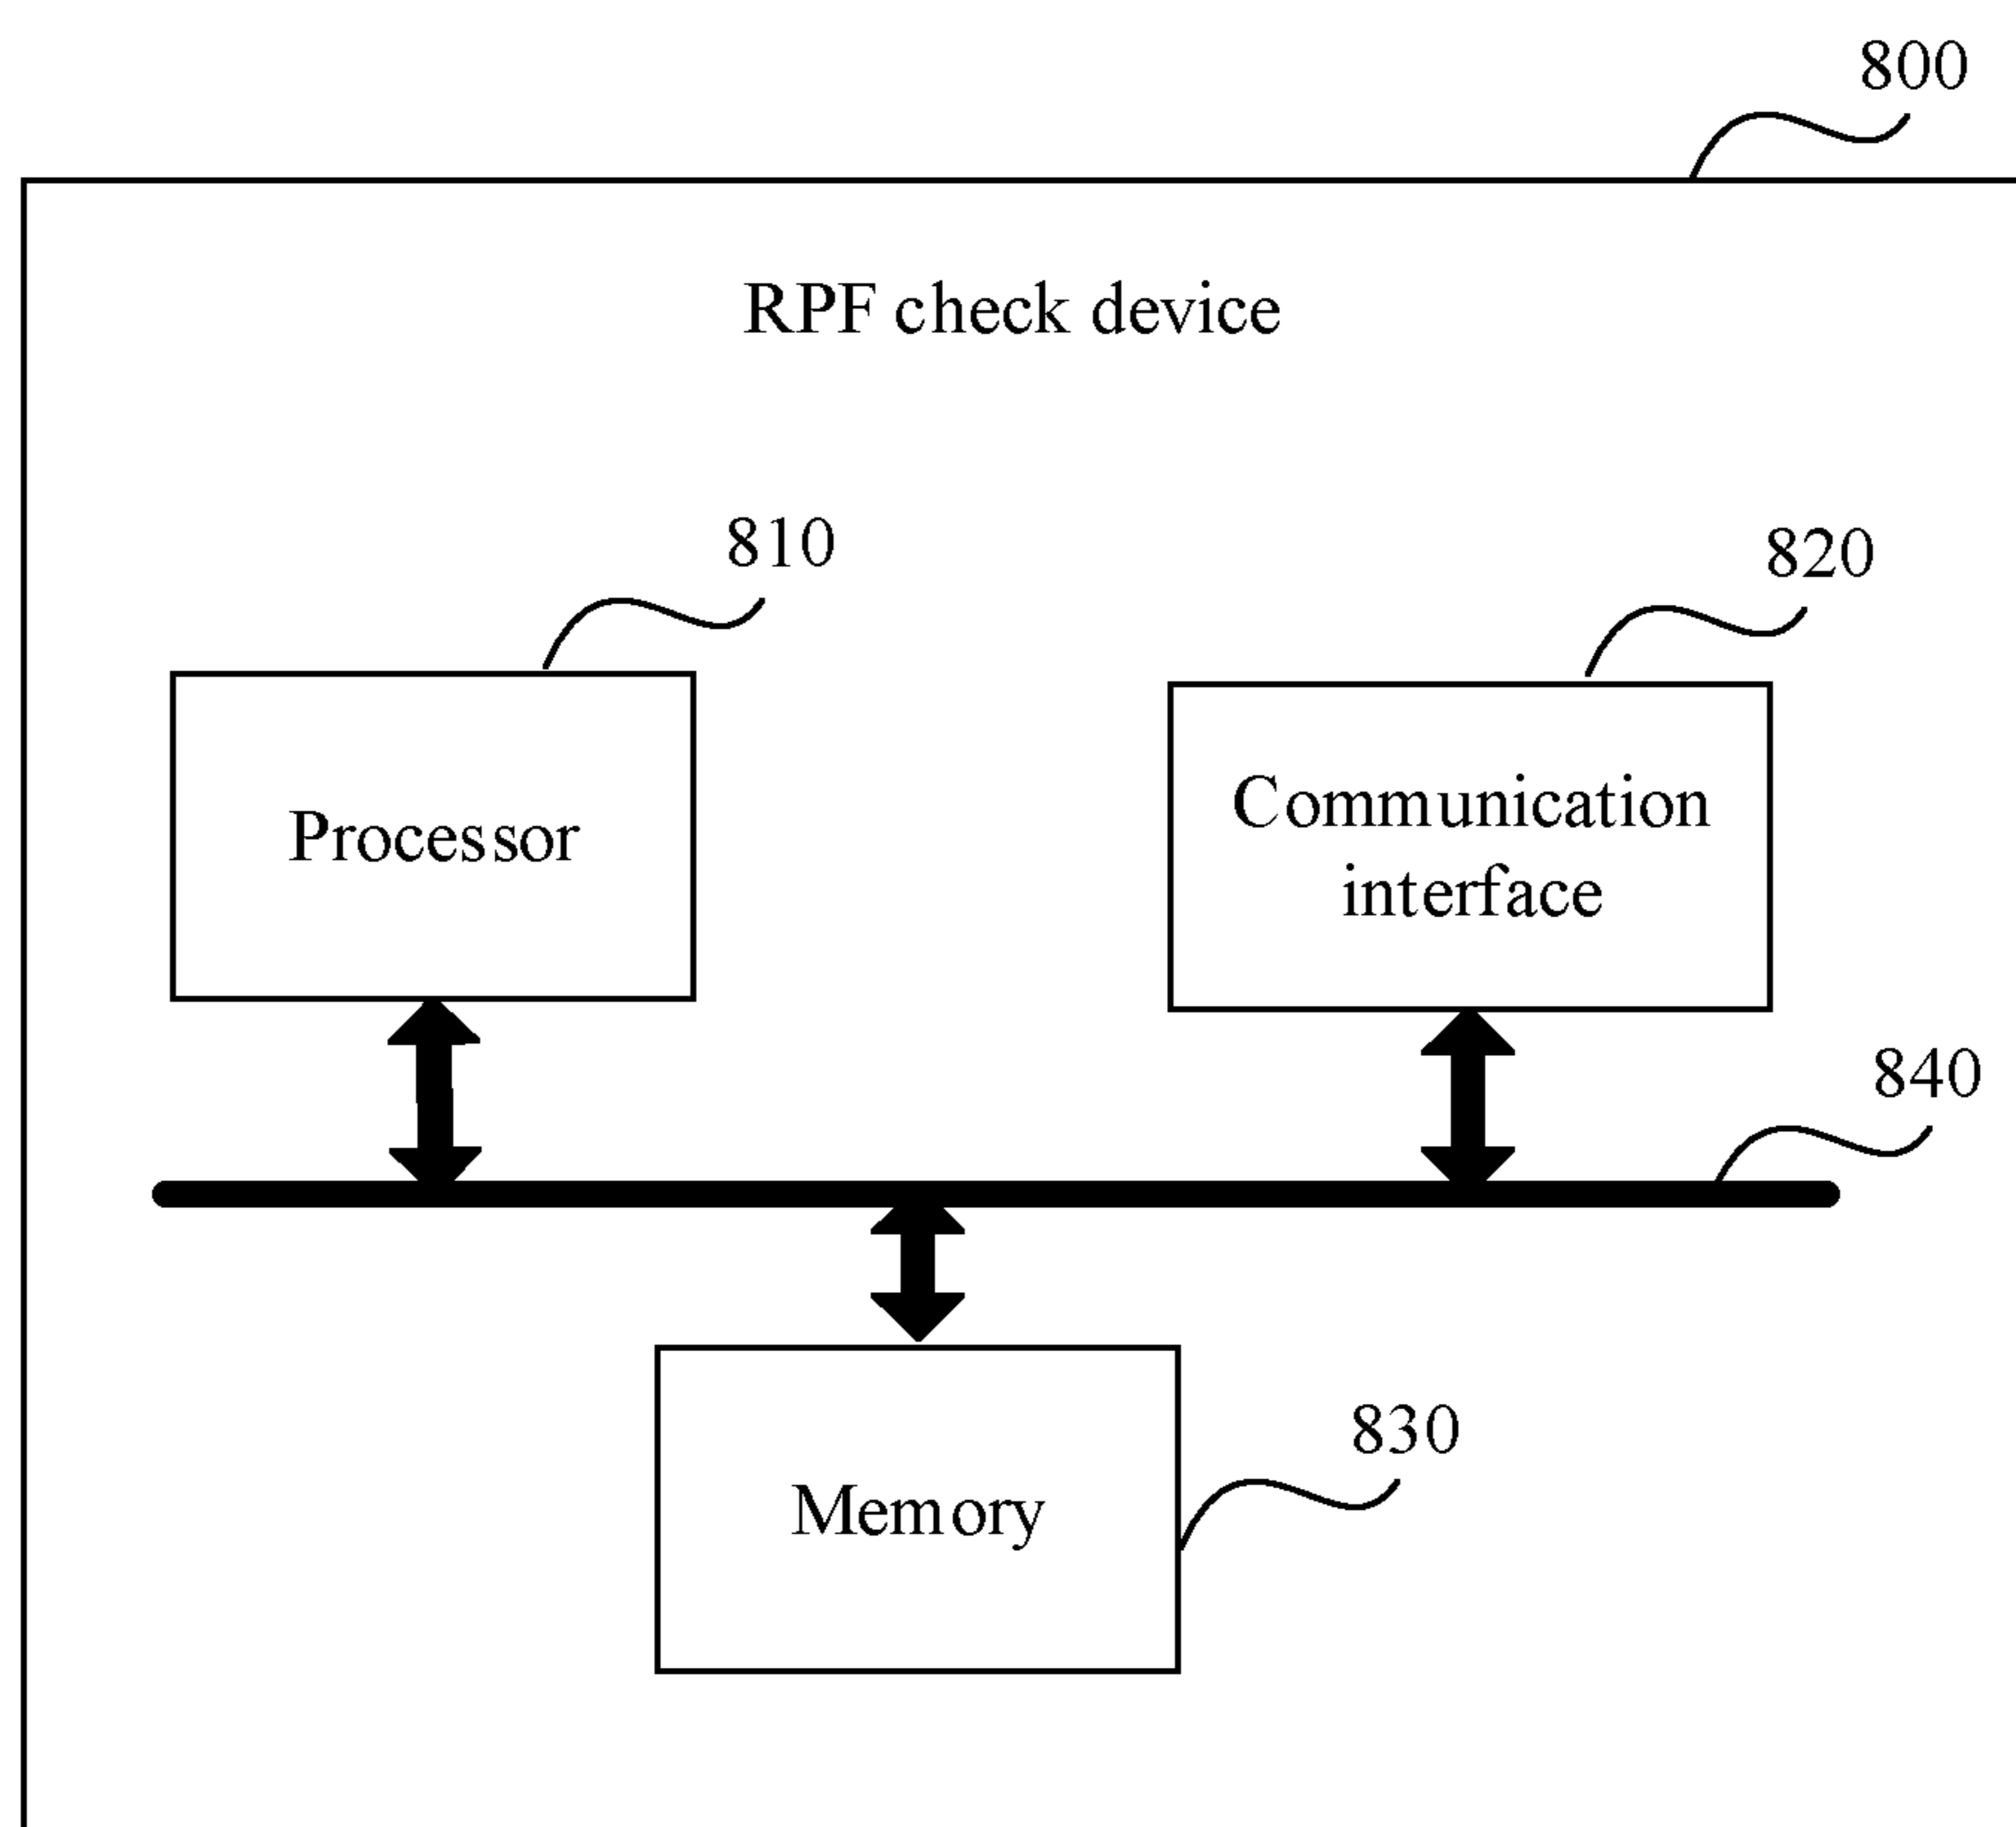 800
RPF check device
810
820
Processor
Communication
interface
840
830
Memory